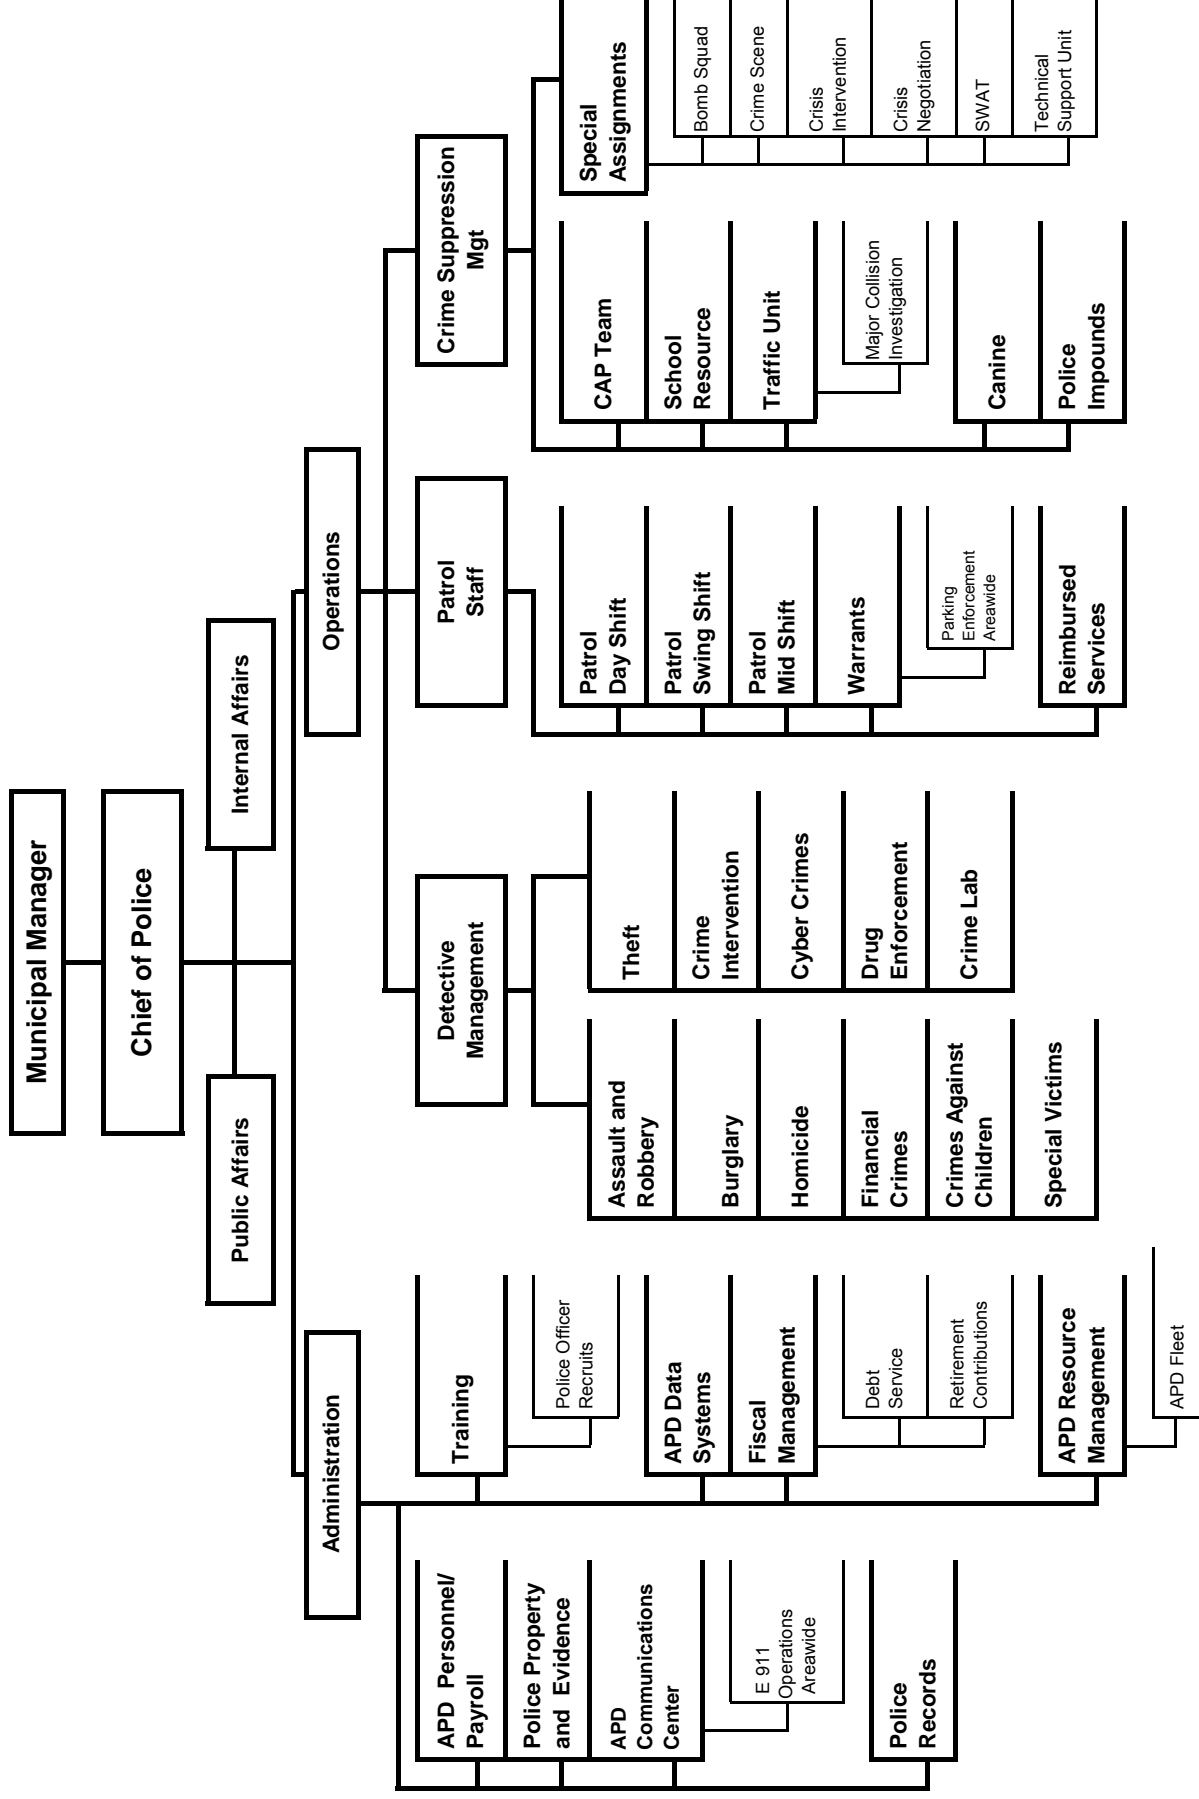 Municipal Manager
Chief of Police
Public Affairs
Internal Affairs
Administration
Operations
APD Personnel/
Payroll
Police Property
and Evidence
APD
Communications
Center
E 911
Operations
Areawide
Police
Records
Training
Police Officer
Recruits
APD Data
Systems
Fiscal
Management
Debt
Service
Retirement
Contributions
APD Resource
Management
APD Fleet
Detective
Management
Assault and
Robbery
Burglary
Homicide
Financial
Crimes
Crimes Against
Children
Special Victims
Theft
Crime
Intervention
Cyber Crimes
Drug
Enforcement
Crime Lab
Patrol
Staff
Patrol
Day Shift
Patrol
Swing Shift
Patrol
Mid Shift
Warrants
Parking
Enforcement
Areawide
Reimbursed
Services
Crime Suppression
Mgt
CAP Team
School
Resource
Traffic Unit
Major Collision
Investigation
Canine
Police
Impounds
Special
Assignments
Bomb Squad
Crime Scene
Crisis
Intervention
Crisis
Negotiation
SWAT
Technical
Support Unit